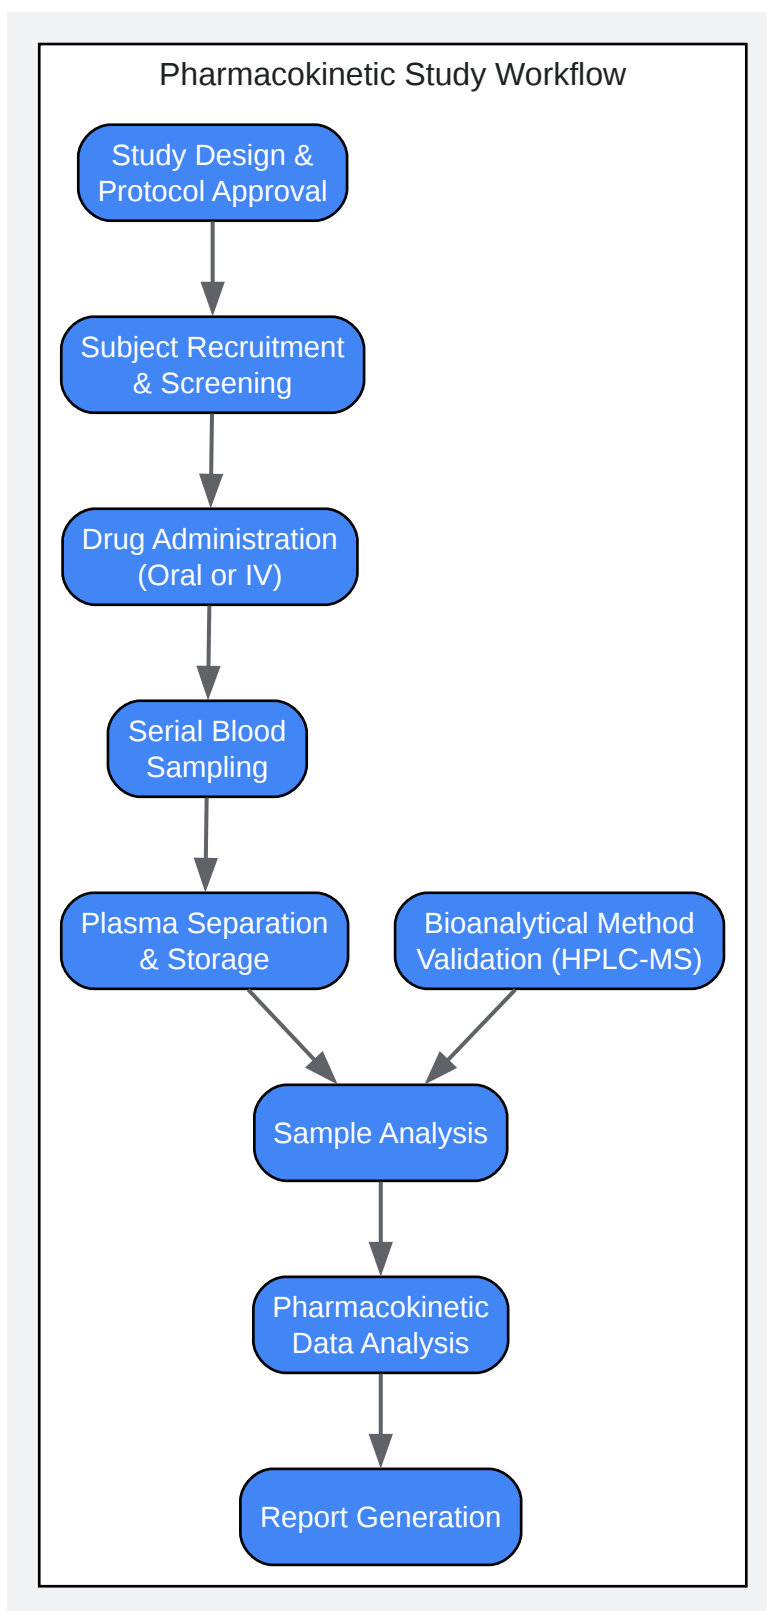 Pharmacokinetic Study Workflow
Study Design &
Protocol Approval
Subject Recruitment
& Screening
Drug Administration
(Oral or IV)
Serial Blood
Sampling
Plasma Separation
& Storage
Bioanalytical Method
Validation (HPLC-MS)
Sample Analysis
Pharmacokinetic
Data Analysis
Report Generation